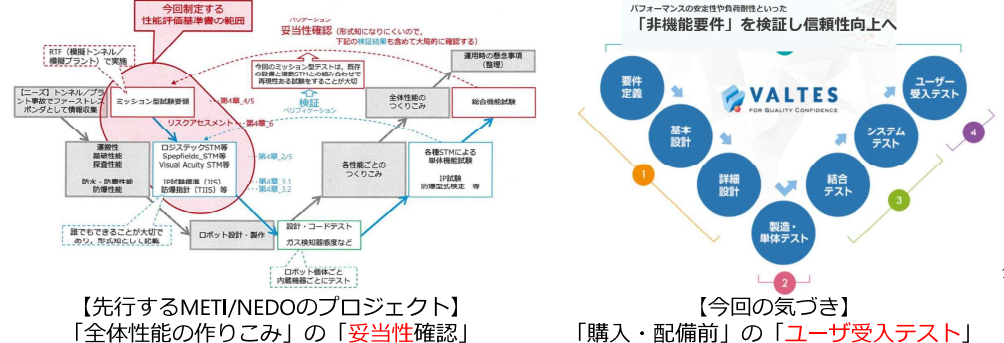 今回制定する
性能評価基準書の範囲
バリデーション
妥当性確認 (形式知になりにくいので、
下記の検証結果も含めて大局的に確認する)
RTF(模擬トンネル/
模擬プラント)で実施
今回のミッション型テストは、既存
再現性ある試験をすることが大切
運用時の懸念事項
(整理)
【ニーズ】トンネル/プラ
ント事故でファーストレス
ポンダとして情報収集
ミッション型試験要領
第4章_4/5
検証
ベリフィケーション
全体性能の
つくりこみ
総合機能試験
リスクアセスメント
第4章_6
運搬性
踏破性能
探査性能
防水・防塵性能
防爆性能
ロジステックSTM等
Spepfields_STM等
Visual Acuity STM等
IP試験標準(JIS)
防爆指針(TIIS)等
第4章_2/5
第4章_3.1
第4章_3.2
各性能ごとの
つくりこみ
各種STMによる
単体機能試験
IP試験
防爆型式検定 等
誰でもできることが大切で
あり、形式知として記載
ロボット設計・製作
設計・コードテスト
ガス検知器感度など
ロボット個体ごと
内蔵機器ごとにテスト
【先行するMETI/NEDOのプロジェクト】
「全体性能の作りこみ」の「妥当性確認」
パフォーマンスの安定性や負荷耐性といった
「非機能要件」を検証し信頼性向上へ
要件
定義
基本
設計
詳細
設計
製造・
単体テスト
結合
テスト
システム
テスト
ユーザー
受入テスト
VALTES
FOR QUALITY CONFIDENCE
1
2
3
4
【今回の気づき】
「購入・配備前」の「ユーザ受入テスト」